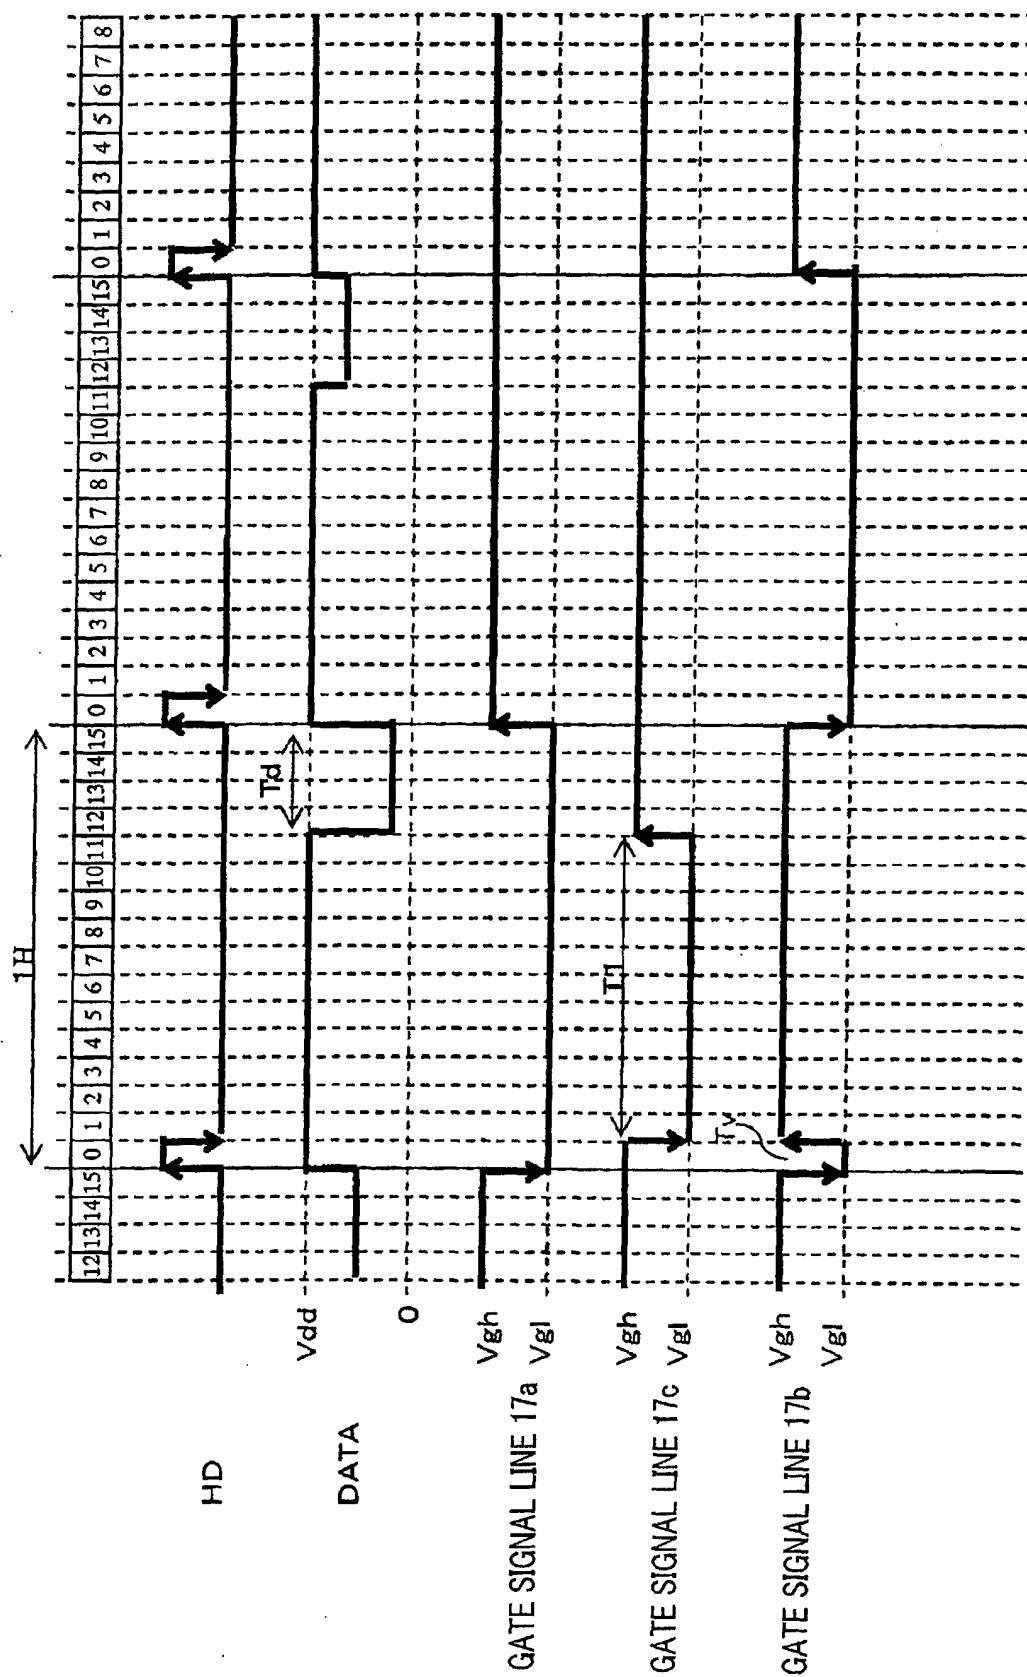 1H
12 13 14 15 0 1 2 3 4 5 6 7 8 9 10 11 12 13 14 15 0 1 2 3 4 5 6 7 8 9 10 11 12 13 14 15 0 1 2 3 4 5 6 7 8
HD
Vdd
Td
DATA
0
Vgh
GATE SIGNAL LINE 17a
Vgl
Vgh
T1
GATE SIGNAL LINE 17c
Vgl
Tv
Vgh
GATE SIGNAL LINE 17b
Vgl